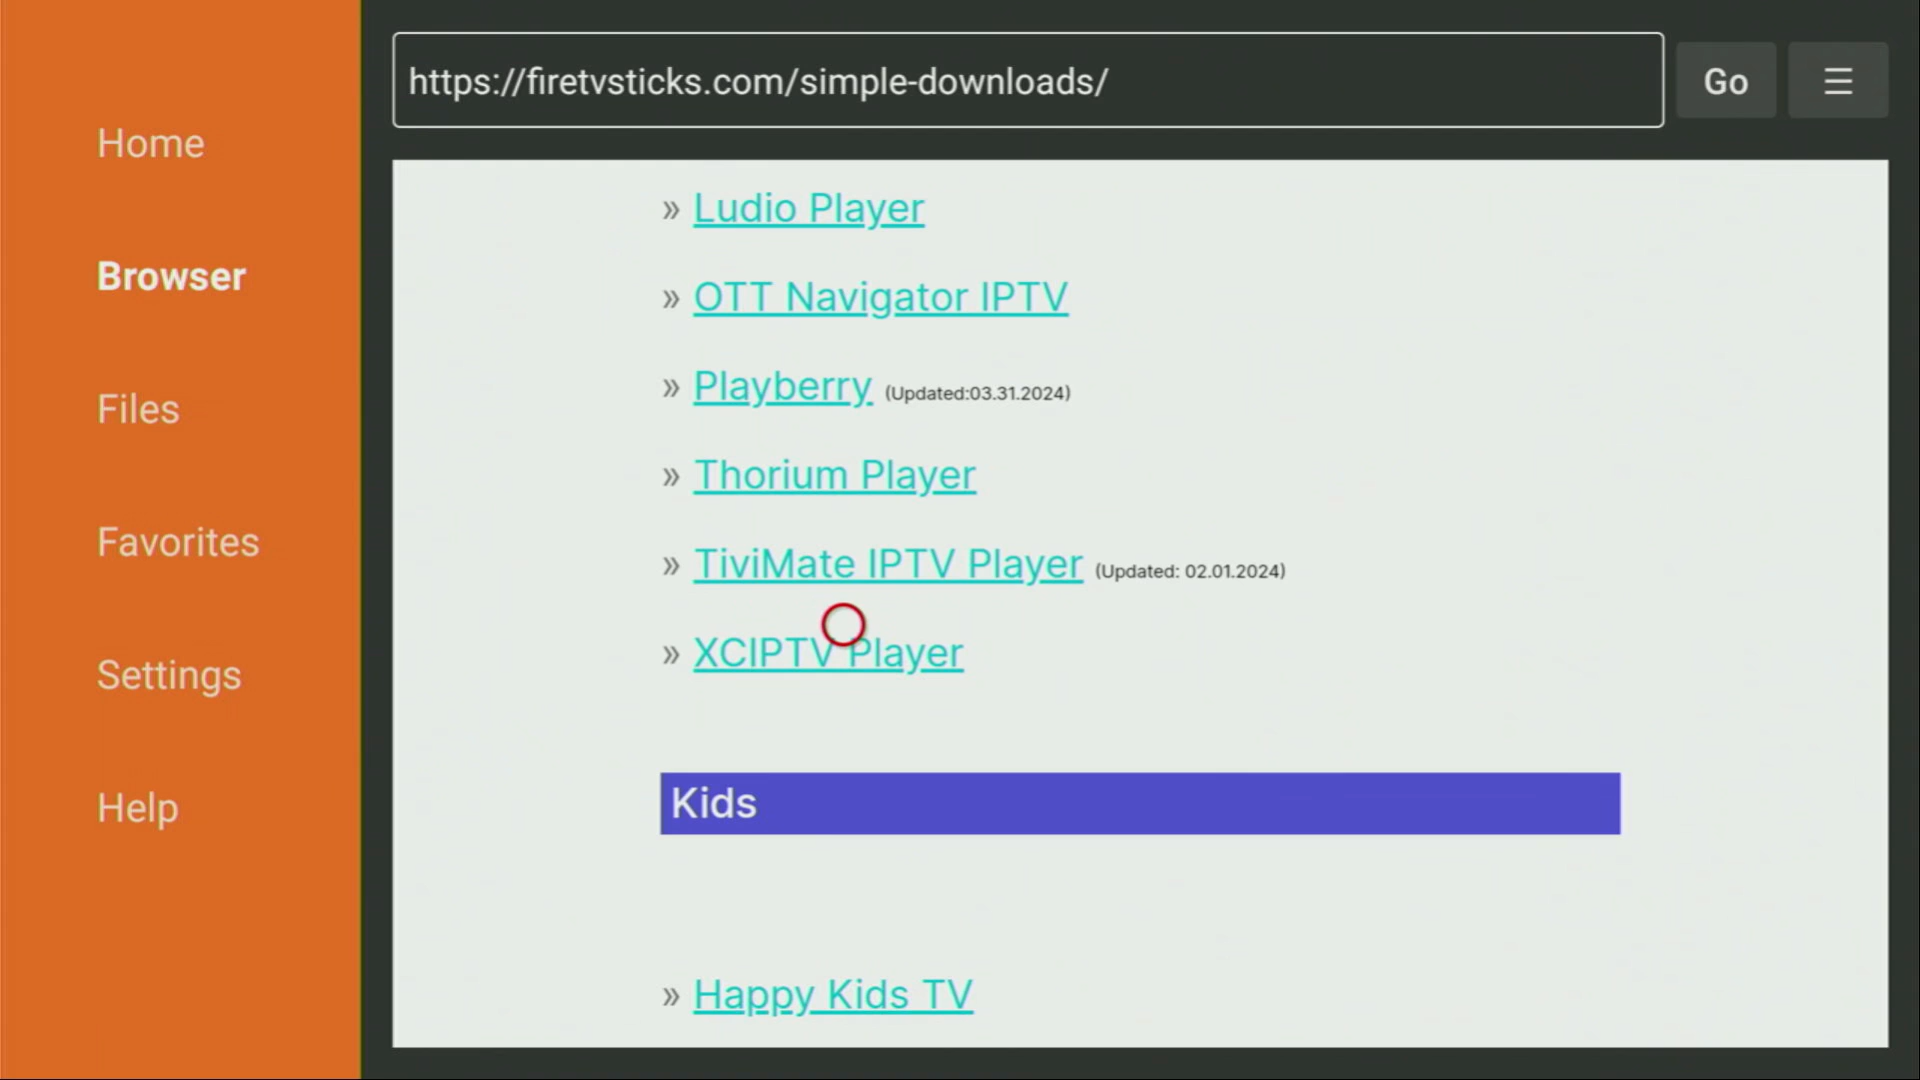 https://firetvsticks.com/simple-downloads/
Go
Home
Browser
Files
Favorites
Settings
Help
» Ludio Player
» OTT Navigator IPTV
» Playberry (Updated:03.31.2024)
» Thorium Player
» TiviMate IPTV Player (Updated: 02.01.2024)
» XCIPTV Player
Kids
» Happy Kids TV